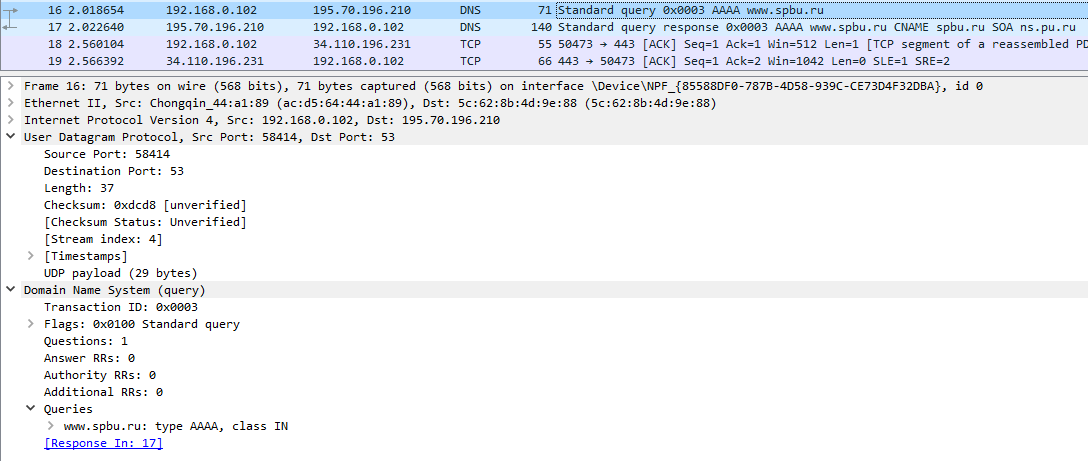 16 2.018654 192.168.0.102 195.70.196.210 DNS 71 Standard query 0x0003 AAAA www.spbu.ru
17 2.022640 195.70.196.210 192.168.0.102 DNS 140 Standard query response 0x0003 AAAA www.spbu.ru CNAME spbu.ru SOA ns.pu.ru
18 2.560104 192.168.0.102 34.110.196.231 TCP 55 50473 → 443 [ACK] Seq=1 Ack=1 Win=512 Len=1 [TCP segment of a reassembled PD
19 2.566392 34.110.196.231 192.168.0.102 TCP 66 443 → 50473 [ACK] Seq=1 Ack=2 Win=1042 Len=0 SLE=1 SRE=2
Frame 16: 71 bytes on wire (568 bits), 71 bytes captured (568 bits) on interface \Device\NPF_{85588DF0-787B-4D58-939C-CE73D4F32DBA}, id 0
Ethernet II, Src: Chongqin_44:a1:89 (ac:d5:64:44:a1:89), Dst: 5c:62:8b:4d:9e:88 (5c:62:8b:4d:9e:88)
Internet Protocol Version 4, Src: 192.168.0.102, Dst: 195.70.196.210
User Datagram Protocol, Src Port: 58414, Dst Port: 53
Source Port: 58414
Destination Port: 53
Length: 37
Checksum: 0xdcd8 [unverified]
[Checksum Status: Unverified]
[Stream index: 4]
[Timestamps]
UDP payload (29 bytes)
Domain Name System (query)
Transaction ID: 0x0003
Flags: 0x0100 Standard query
Questions: 1
Answer RRs: 0
Authority RRs: 0
Additional RRs: 0
Queries
www.spbu.ru: type AAAA, class IN
[Response In: 17]